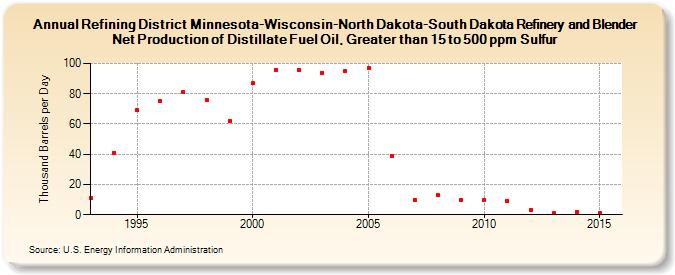 Annual Refining District Minnesota-Wisconsin-North Dakota-South Dakota Refinery and Blender
Net Production of Distillate Fuel Oil, Greater than 15 to 500 ppm Sulfur
Thousand Barrels per Day
100
80
60
40
20
0
1995 2000 2005 2010 2015
Source: U.S. Energy Information Administration